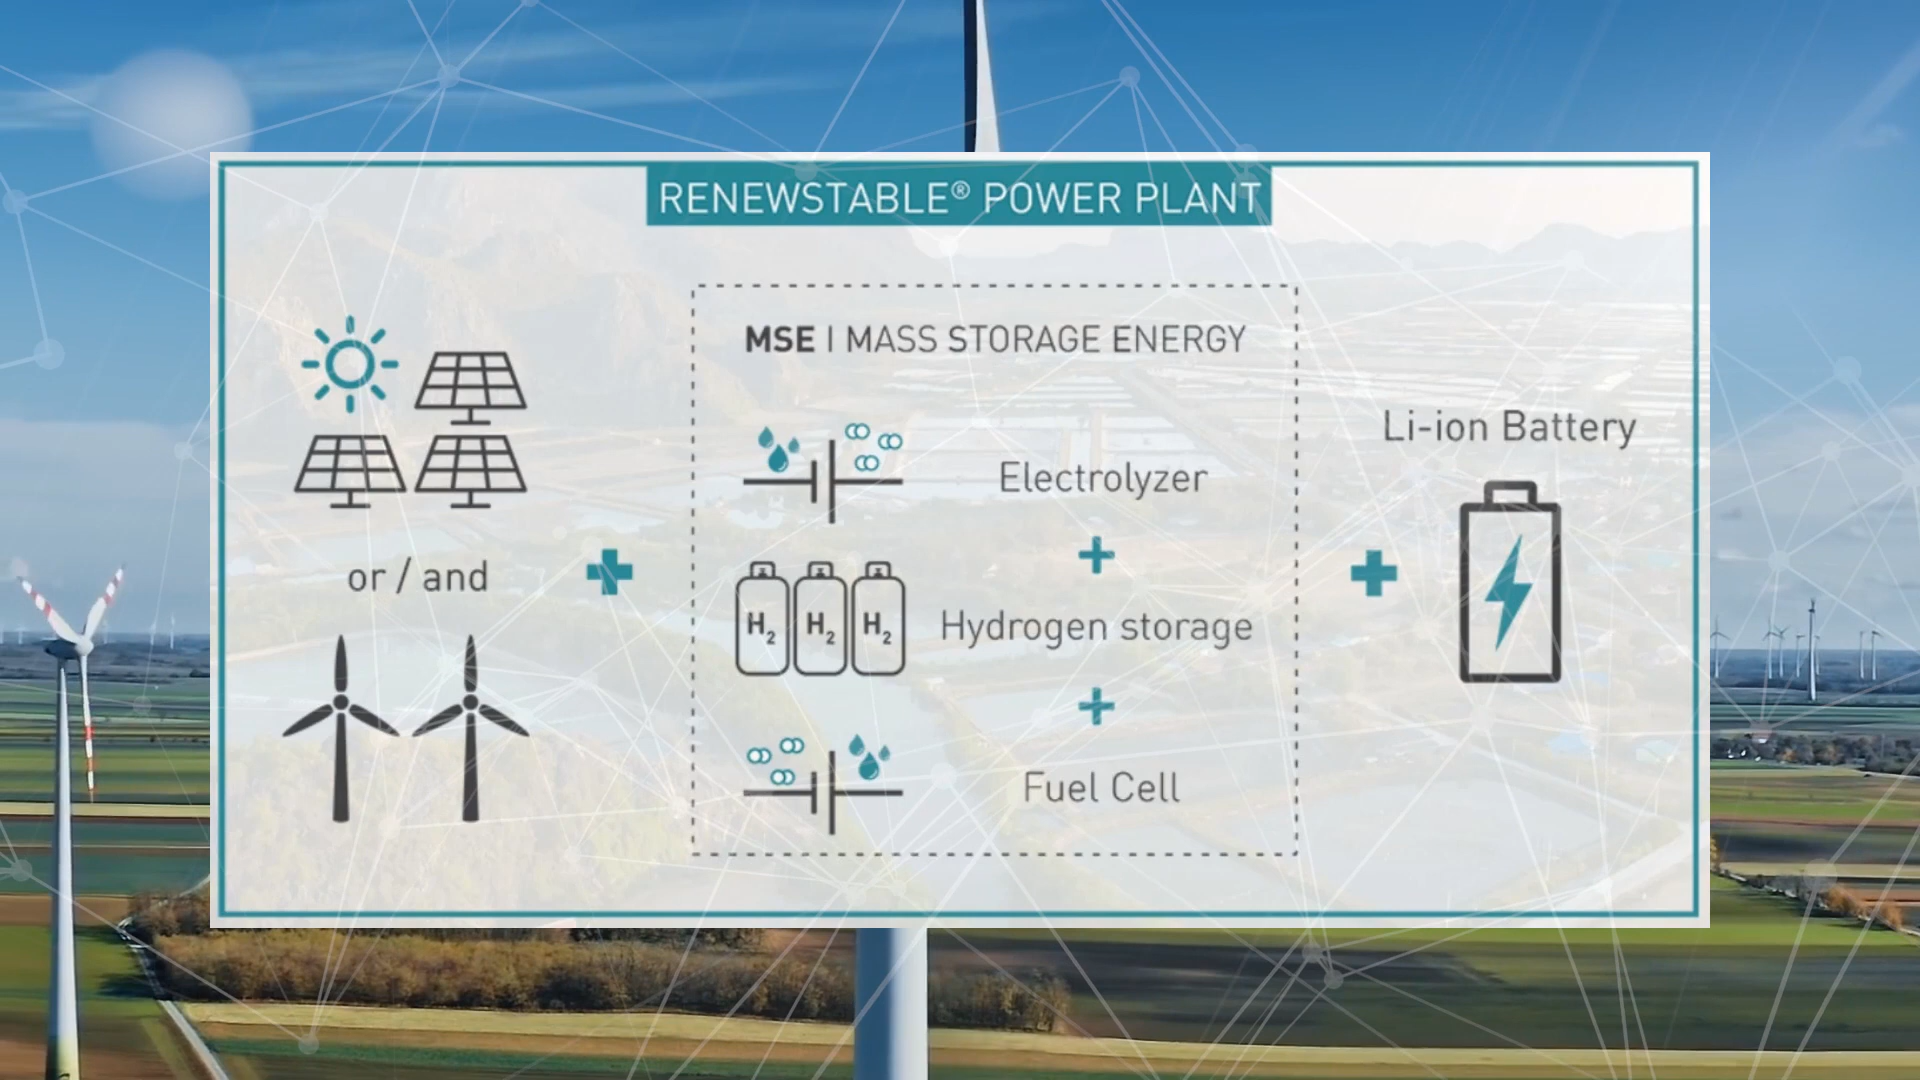 RENEWSTABLE® POWER PLANT
MSE | MASS STORAGE ENERGY
or / and
Electrolyzer
H2 H2 H2
Hydrogen storage
Fuel Cell
Li-ion Battery